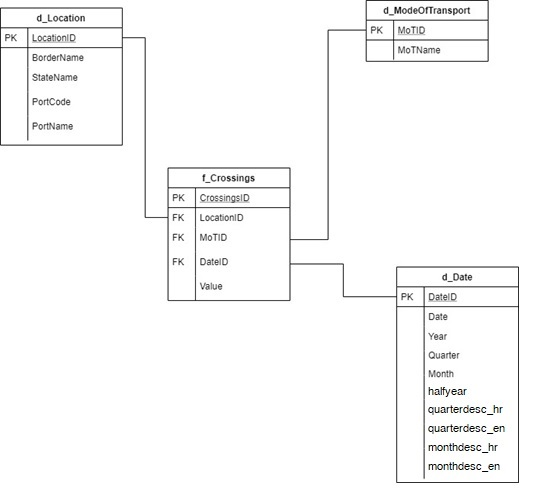 d_Location
PK LocationID
BorderName
StateName
PortCode
PortName
d_ModeOfTransport
PK MoTID
MoTName
f_Crossings
PK CrossingsID
FK LocationID
FK MoTID
FK DateID
Value
d_Date
PK DateID
Date
Year
Quarter
Month
halfyear
quarterdesc_hr
quarterdesc_en
monthdesc_hr
monthdesc_en